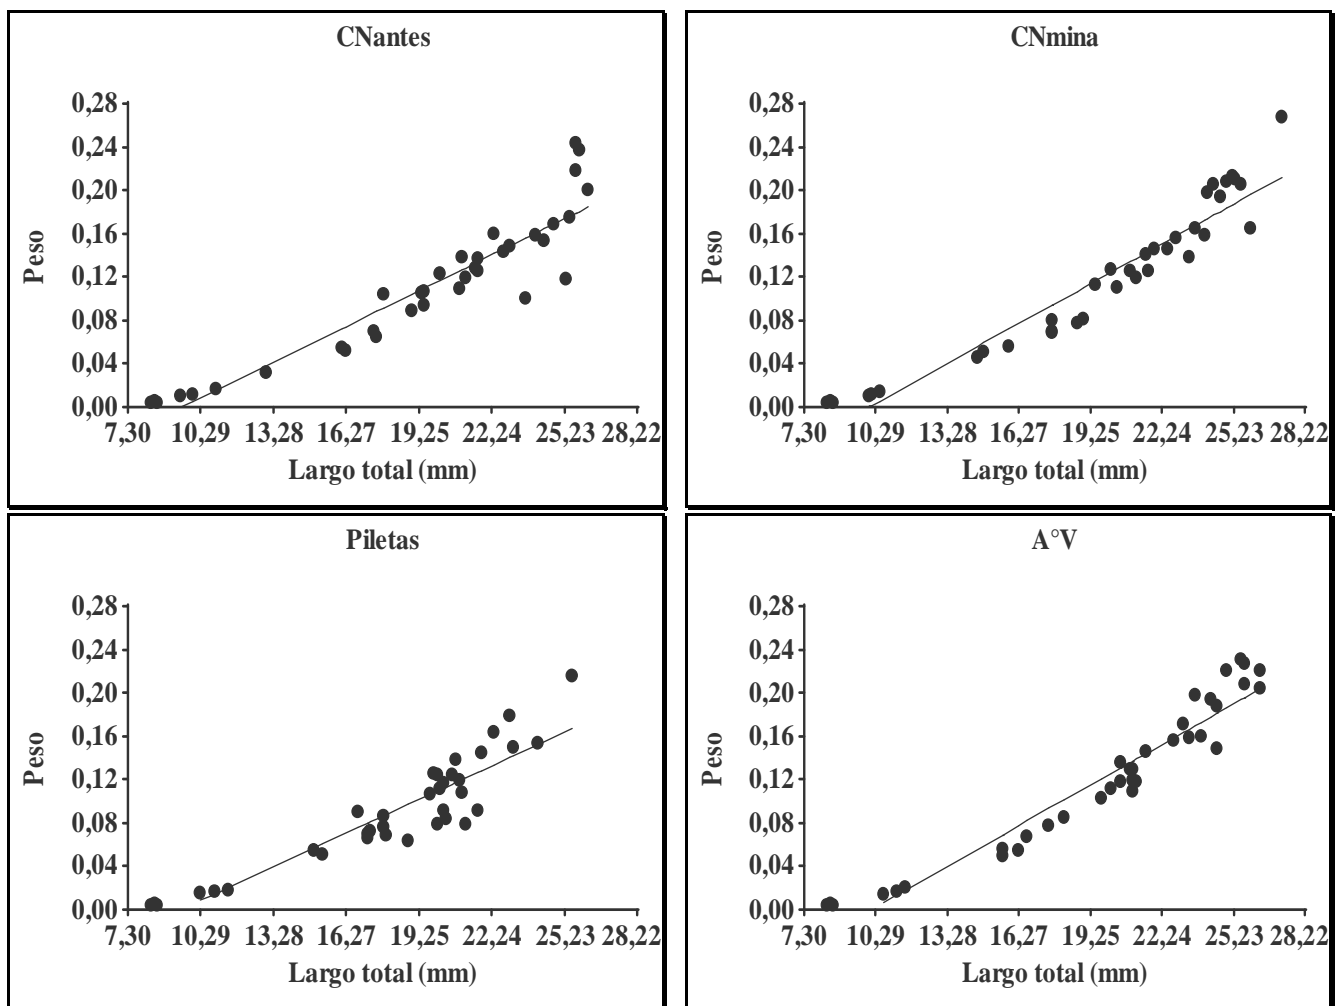 CNantes
0,28
0,24
0,20
0,16
0,12
0,08
0,04
0,00
Peso
7,30 10,29 13,28 16,27 19,25 22,24 25,23 28,22
Largo total (mm)
CNmina
0,28
0,24
0,20
0,16
0,12
0,08
0,04
0,00
Peso
7,30 10,29 13,28 16,27 19,25 22,24 25,23 28,22
Largo total (mm)
Piletas
0,28
0,24
0,20
0,16
0,12
0,08
0,04
0,00
Peso
7,30 10,29 13,28 16,27 19,25 22,24 25,23 28,22
Largo total (mm)
A°V
0,28
0,24
0,20
0,16
0,12
0,08
0,04
0,00
Peso
7,30 10,29 13,28 16,27 19,25 22,24 25,23 28,22
Largo total (mm)